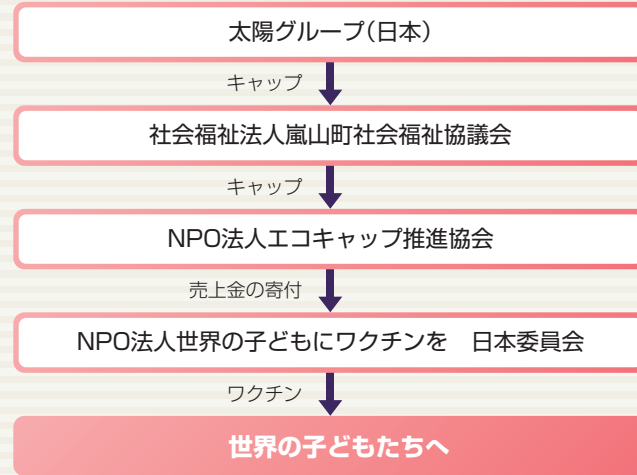 太陽グループ(日本)
キャップ
社会福祉法人嵐山町社会福祉協議会
キャップ
NPO法人エコキャップ推進協会
売上金の寄付
NPO法人世界の子どもにワクチンを　日本委員会
ワクチン
世界の子どもたちへ